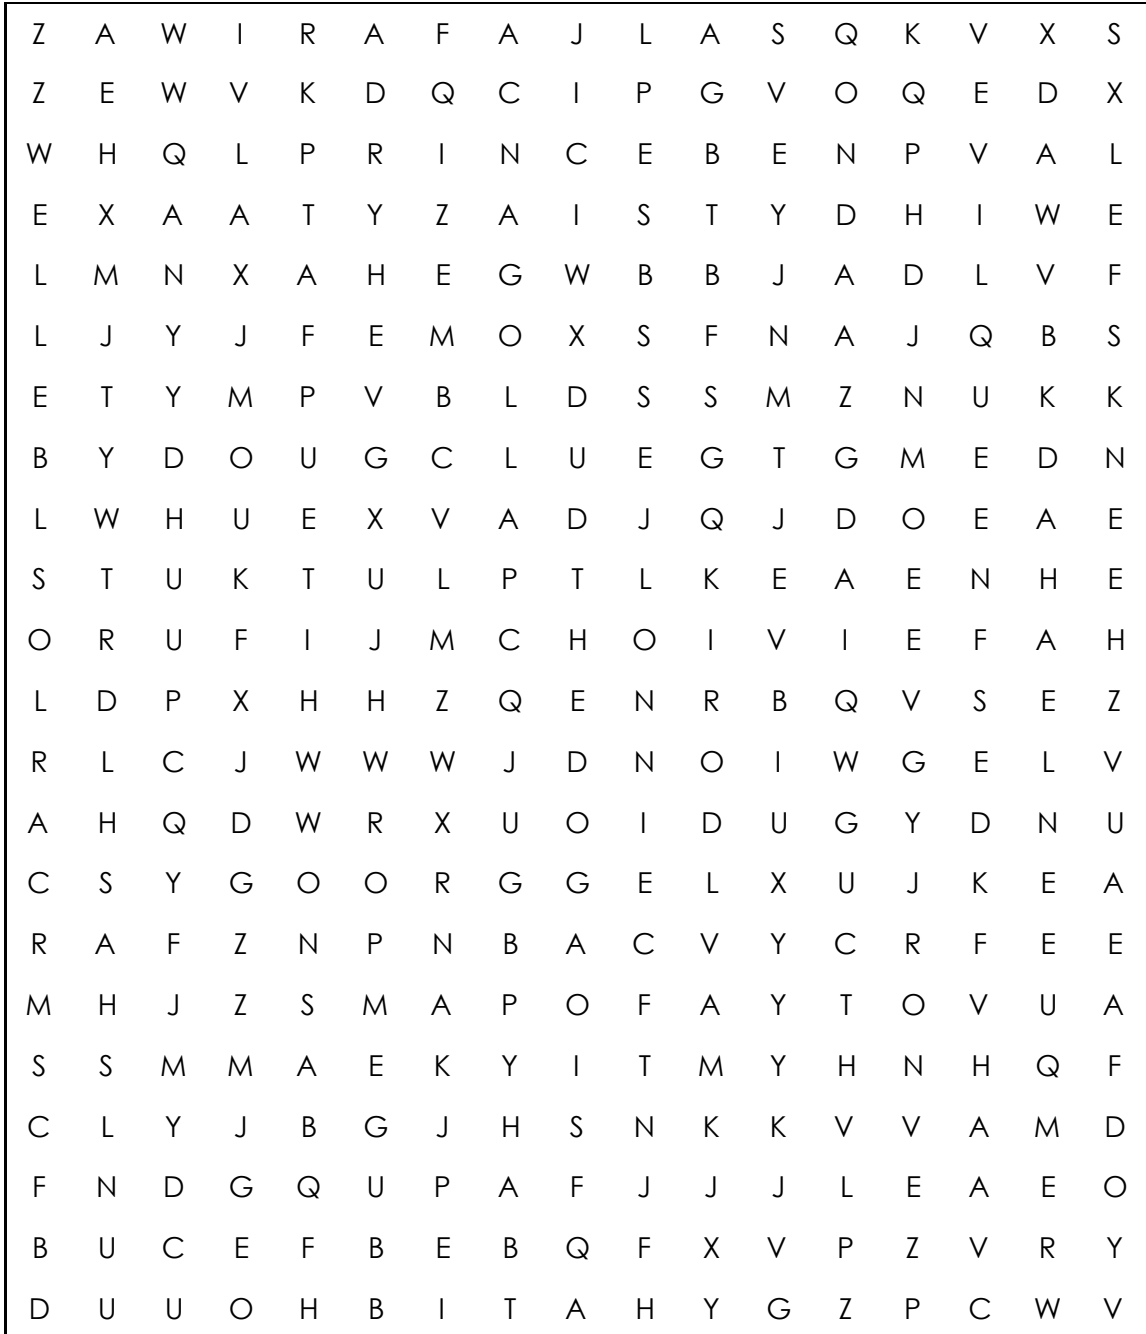 Z A W I R A F A J L A S Q K V X S
Z E W V K D Q C I P G V O Q E D X
W H Q L P R I N C E B E N P V A L
E X A A T Y Z A I S T Y D H I W E
L M N X A H E G W B B J A D L V F
L J Y J F E M O X S F N A J Q B S
E T Y M P V B L D S S M Z N U K K
B Y D O U G C L U E G T G M E D N
L W H U E X V A D J Q J D O E A E
S T U K T U L P T L K E A E N H E
O R U F I J M C H O I V I E F A H
L D P X H H Z Q E N R B Q V S E Z
R L C J W W W J D N O I W G E L V
A H Q D W R X U O I D U G Y D N U
C S Y G O O R G G E L X U J K E A
R A F Z N P N B A C V Y C R F E E
M H J Z S M A P O F A Y T O V U A
S S M M A E K Y I T M Y H N H Q F
C L Y J B G J H S N K K V V A M D
F N D G Q U P A F J J J L E A E O
B U C E F B E B Q F X V P Z V R Y
D U U O H B I T A H Y G Z P C W V